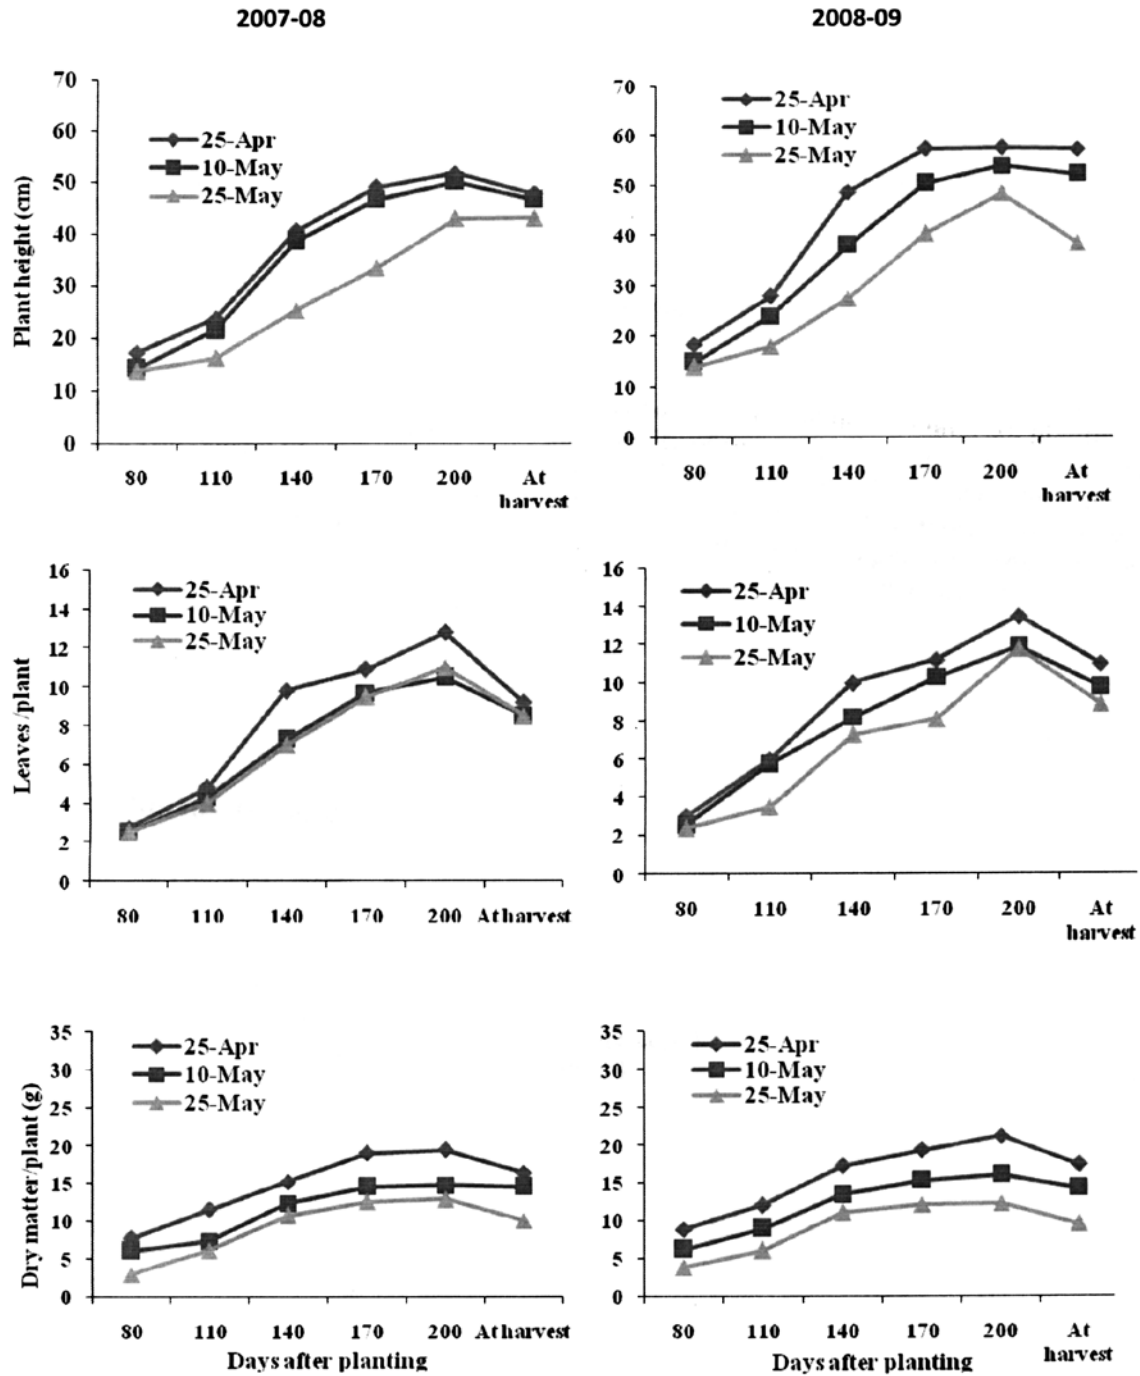 2007-08
2008-09
Plant height (cm)
70
60
50
40
30
20
10
0
25-Apr
10-May
25-May
80 110 140 170 200 At
harvest
70
60
50
40
30
20
10
0
25-Apr
10-May
25-May
80 110 140 170 200 At
harvest
Leaves /plant
16
14
12
10
8
6
4
2
0
25-Apr
10-May
25-May
80 110 140 170 200 At harvest
16
14
12
10
8
6
4
2
0
25-Apr
10-May
25-May
80 110 140 170 200 At
harvest
Dry matter/plant (g)
35
30
25
20
15
10
5
0
25-Apr
10-May
25-May
80 110 140 170 200 At harvest
Days after planting
35
30
25
20
15
10
5
0
25-Apr
10-May
25-May
80 110 140 170 200 At
harvest
Days after planting